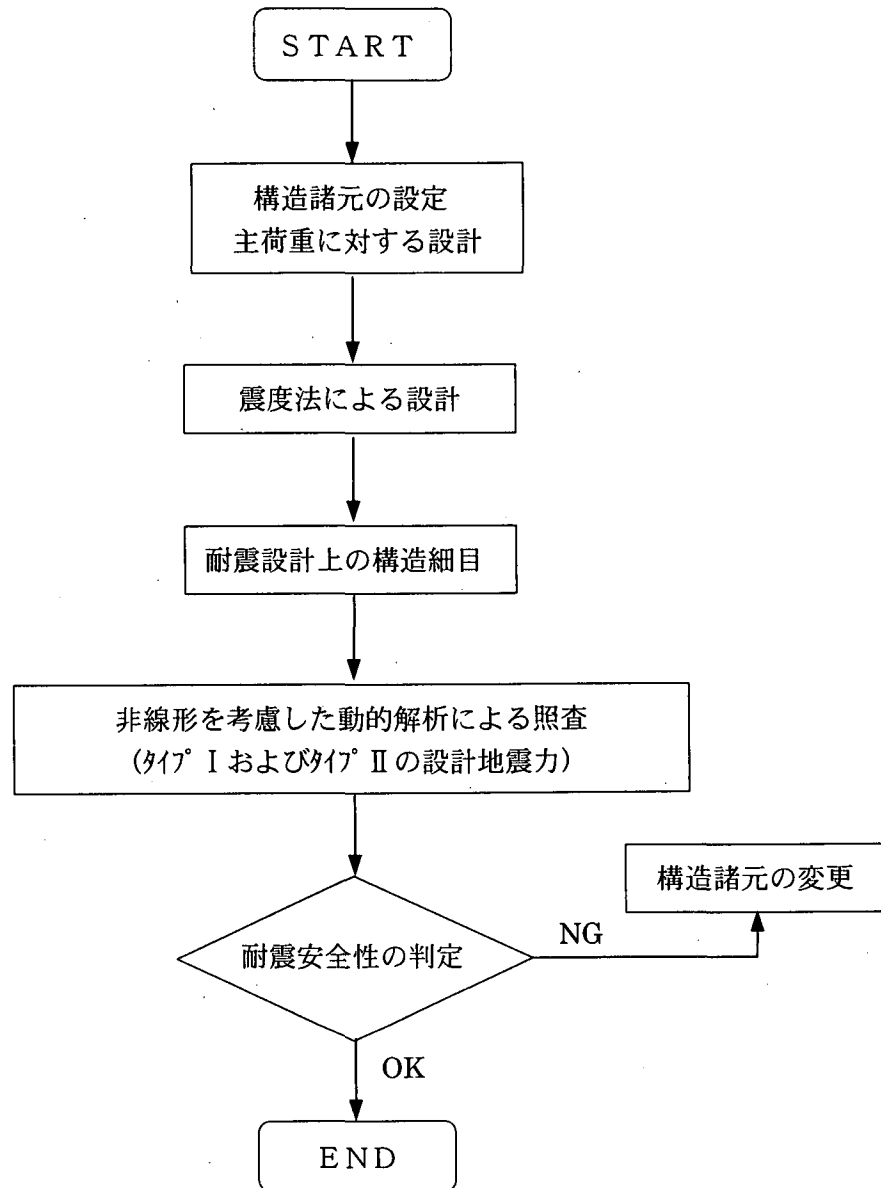 START
構造諸元の設定
主荷重に対する設計
震度法による設計
耐震設計上の構造細目
非線形を考慮した動的解析による照査
(ﾀｲﾌﾟⅠおよびﾀｲﾌﾟⅡの設計地震力)
構造諸元の変更
耐震安全性の判定
NG
OK
END